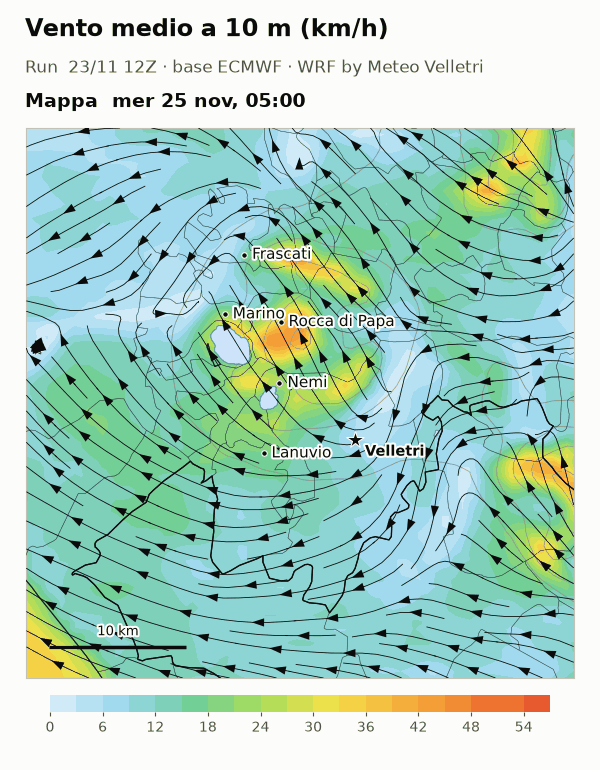 Vento medio a 10 m (km/h)
Run  23/11 12Z · base ECMWF · WRF by Meteo Velletri
Mappa  mer 25 nov, 05:00
Frascati
Marino
Rocca di Papa
Nemi
Velletri
Lanuvio
10 km
0 6 12 18 24 30 36 42 48 54